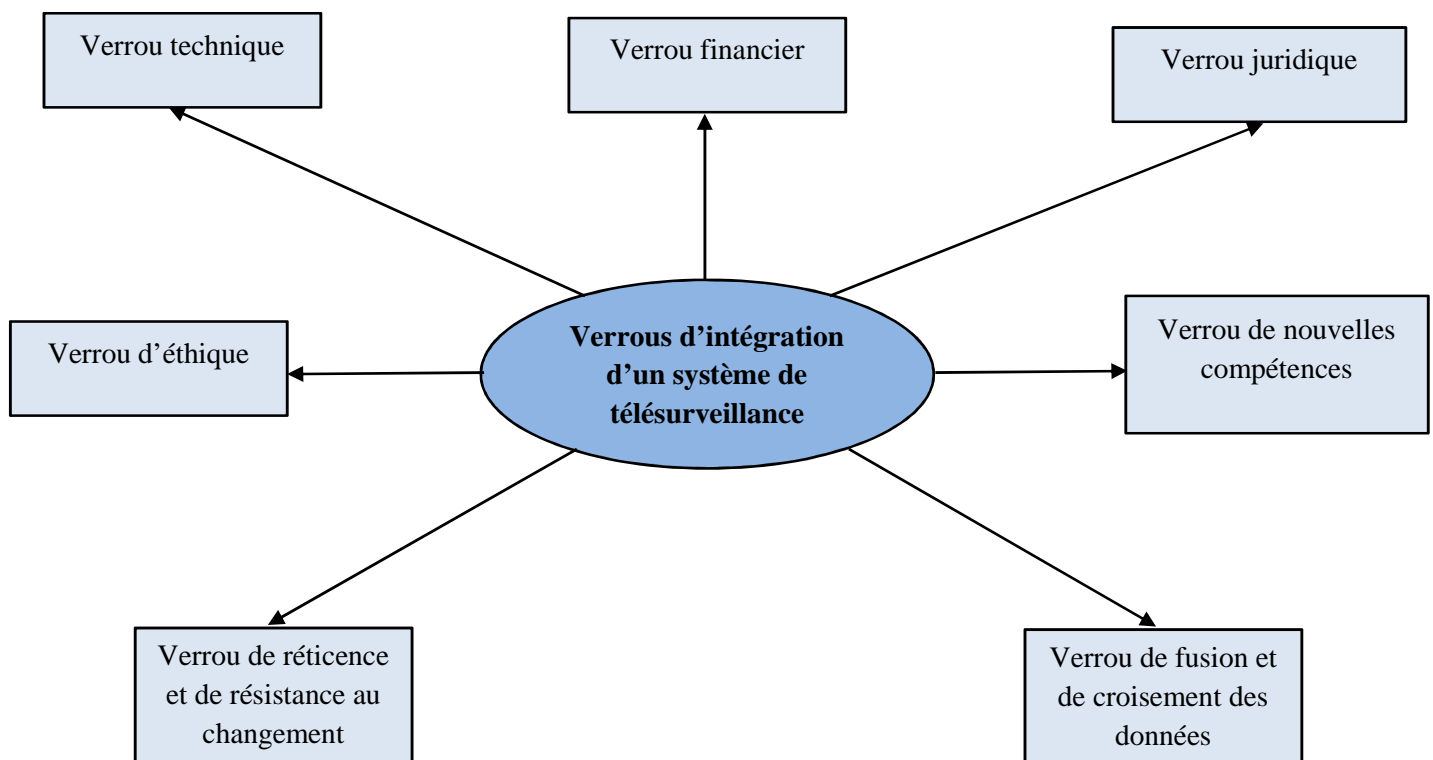 Verrou technique
Verrou financier
Verrou juridique
Verrou d’éthique
Verrous d’intégration
d’un système de
télésurveillance
Verrou de nouvelles
compétences
Verrou de réticence
et de résistance au
changement
Verrou de fusion et
de croisement des
données